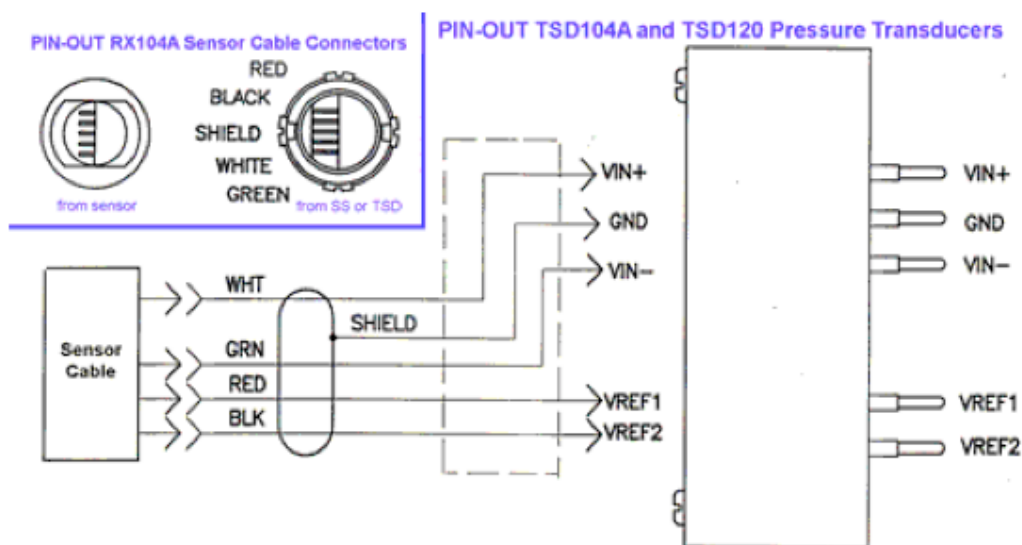 PIN-OUT RX104A Sensor Cable Connectors
RED
BLACK
SHIELD
WHITE
GREEN
from sensor
from SS or TSD
PIN-OUT TSD104A and TSD120 Pressure Transducers
VIN+
GND
VIN-
VREF1
VREF2
VIN+
GND
VIN-
VREF1
VREF2
Sensor
Cable
WHT
SHIELD
GRN
RED
BLK